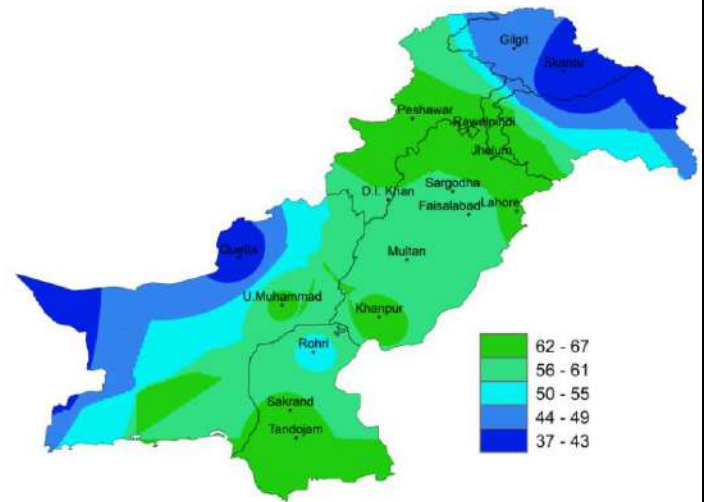 Gilgit
Skardu
Peshawar
Rawalpindi
Jhelum
Sargodha
D.I. Khan
Faisalabad
Lahore
Quetta
Multan
U.Muhammad
Khanpur
Rohri
Sakrand
Tandojam
62 - 67
56 - 61
50 - 55
44 - 49
37 - 43